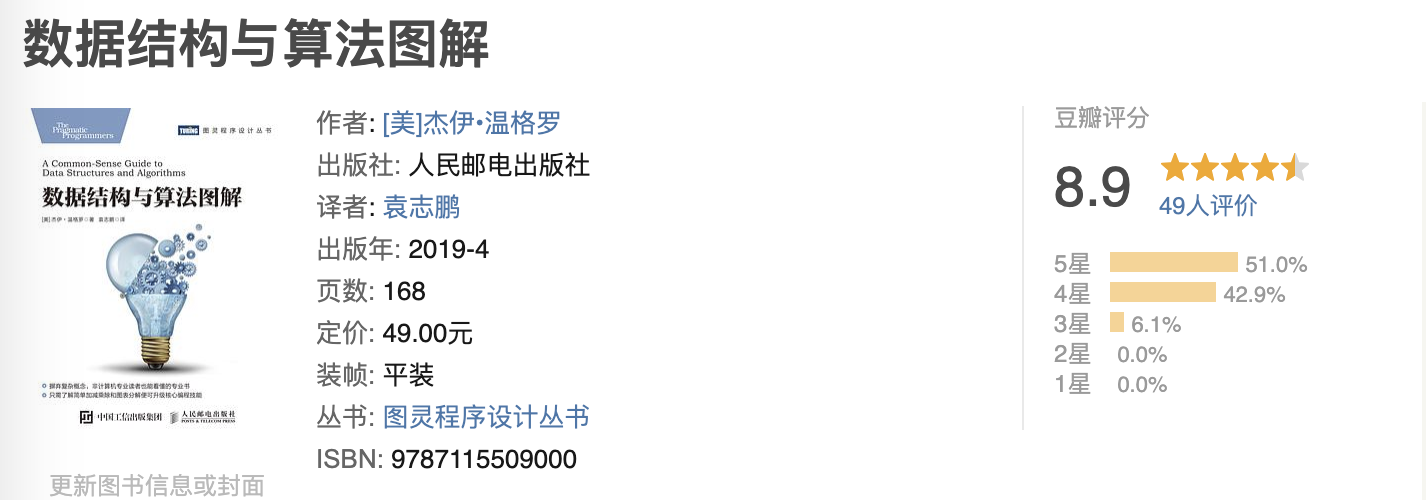 数据结构与算法图解
The
Pragmatic
Programmers
TURING 图灵程序设计丛书
A Common-Sense Guide to
Data Structures and Algorithms
数据结构与算法图解
[美]杰伊·温格罗◎著 袁志鹏◎译
摒弃复杂概念，非计算机专业读者也能看懂的专业书
只需了解简单加减乘除和图表分解便可升级核心编程技能
中国工信出版集团 人民邮电出版社
POSTS & TELECOM PRESS
更新图书信息或封面
作者: [美]杰伊•温格罗
出版社: 人民邮电出版社
译者: 袁志鹏
出版年: 2019-4
页数: 168
定价: 49.00元
装帧: 平装
丛书: 图灵程序设计丛书
ISBN: 9787115509000
豆瓣评分
8.9
49人评价
5星 51.0%
4星 42.9%
3星 6.1%
2星 0.0%
1星 0.0%